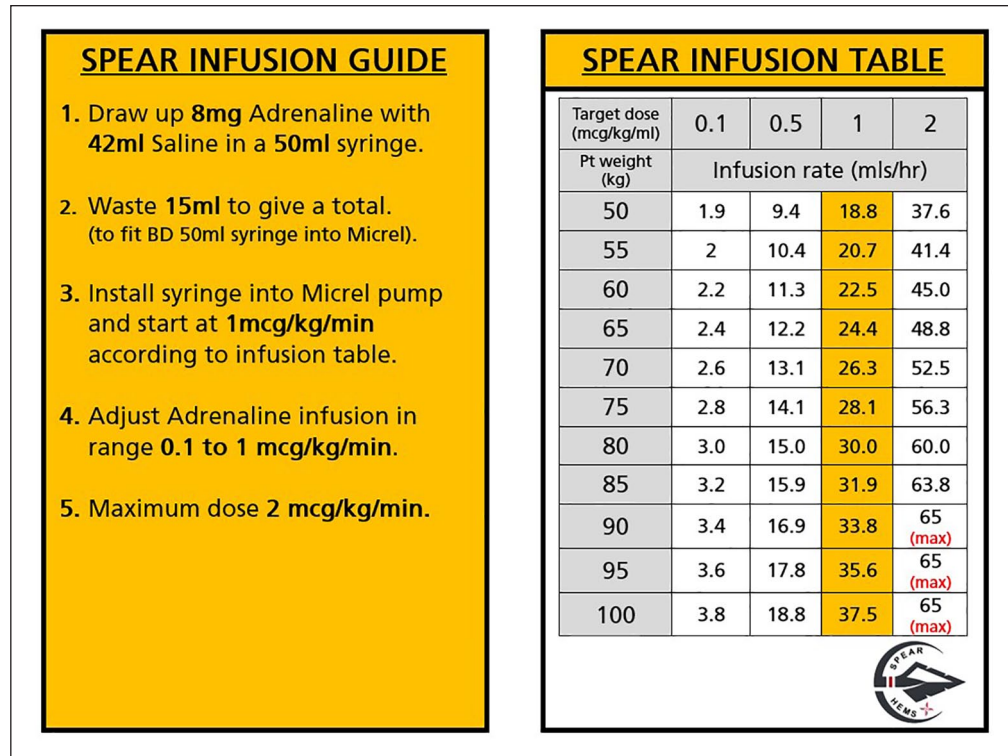 SPEAR INFUSION GUIDE
1. Draw up 8mg Adrenaline with
42ml Saline in a 50ml syringe.
2. Waste 15ml to give a total.
(to fit BD 50ml syringe into Micrel).
3. Install syringe into Micrel pump
and start at 1mcg/kg/min
according to infusion table.
4. Adjust Adrenaline infusion in
range 0.1 to 1 mcg/kg/min.
5. Maximum dose 2 mcg/kg/min.
SPEAR INFUSION TABLE
Target dose
(mcg/kg/ml) 0.1 0.5 1 2
Pt weight
(kg) Infusion rate (mls/hr)
50 1.9 9.4 18.8 37.6
55 2 10.4 20.7 41.4
60 2.2 11.3 22.5 45.0
65 2.4 12.2 24.4 48.8
70 2.6 13.1 26.3 52.5
75 2.8 14.1 28.1 56.3
80 3.0 15.0 30.0 60.0
85 3.2 15.9 31.9 63.8
90 3.4 16.9 33.8 65
(max)
95 3.6 17.8 35.6 65
(max)
100 3.8 18.8 37.5 65
(max)
SPEAR
HEMS